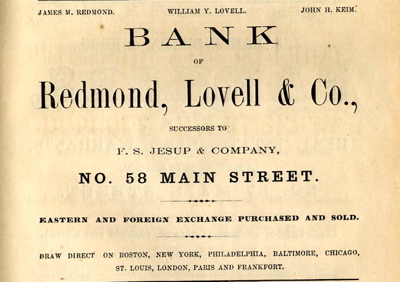 JAMES M. REDMOND. WILLIAM Y. LOVELL. JOHN H. KEIM.
BANK
OF
Redmond, Lovell & Co.,
SUCCESSORS TO
F. S. JESUP & COMPANY,
NO. 58 MAIN STREET.
EASTERN AND FOREIGN EXCHANGE PURCHASED AND SOLD.
DRAW DIRECT ON BOSTON, NEW YORK, PHILADELPHIA, BALTIMORE, CHICAGO,
ST. LOUIS, LONDON, PARIS AND FRANKFORT.